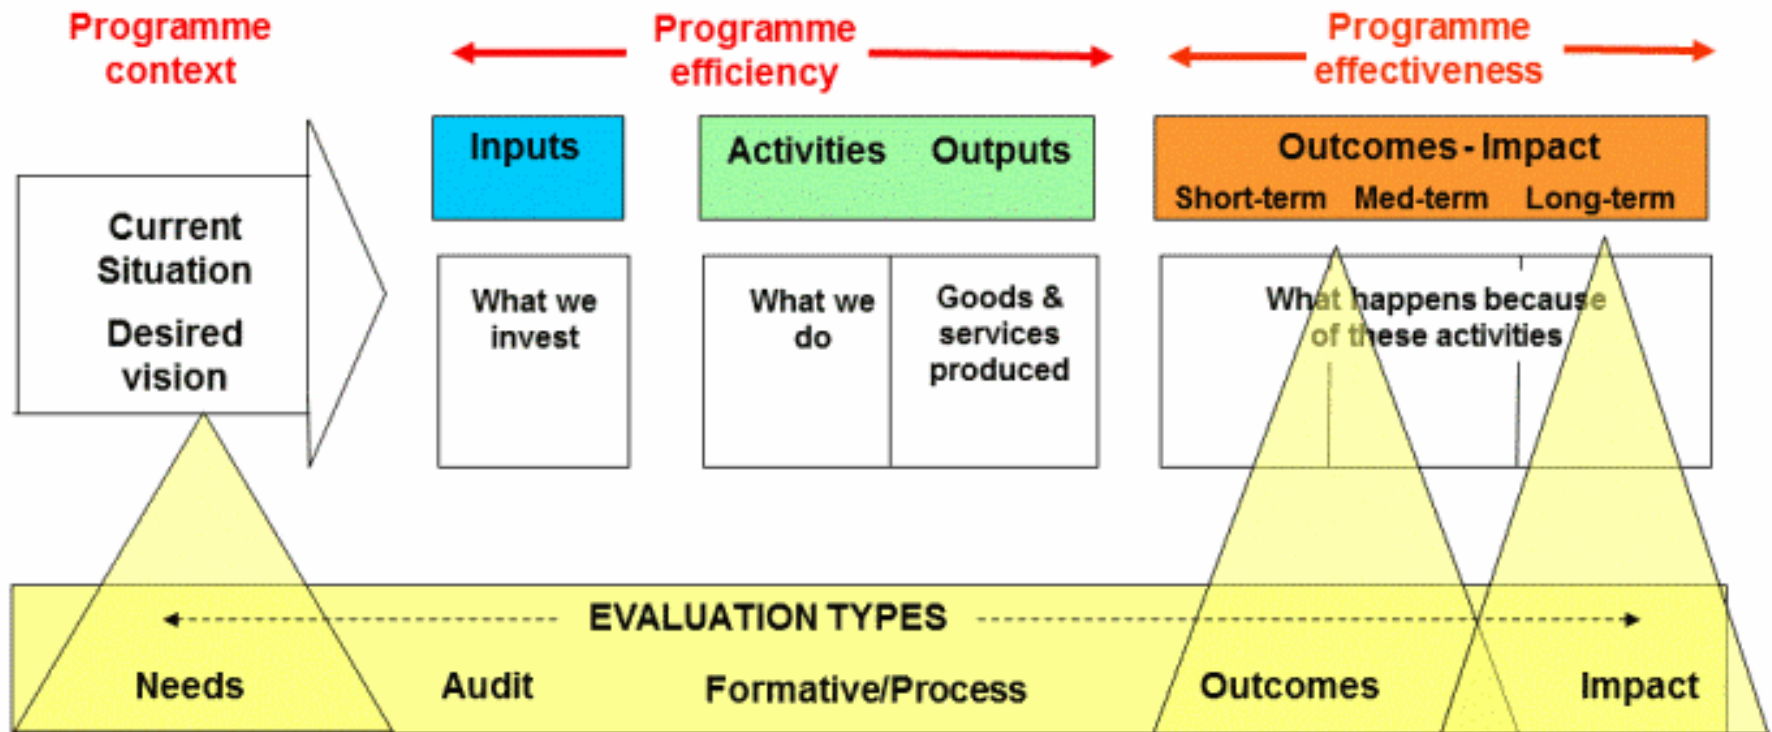 Programme
context
Programme
efficiency
Programme
effectiveness
Current
Situation
Desired
vision
Inputs
Activities Outputs
Outcomes - Impact
Short-term Med-term Long-term
What we
invest
What we
do
Goods &
services
produced
What happens because
of these activities
EVALUATION TYPES
Needs Audit Formative/Process Outcomes Impact